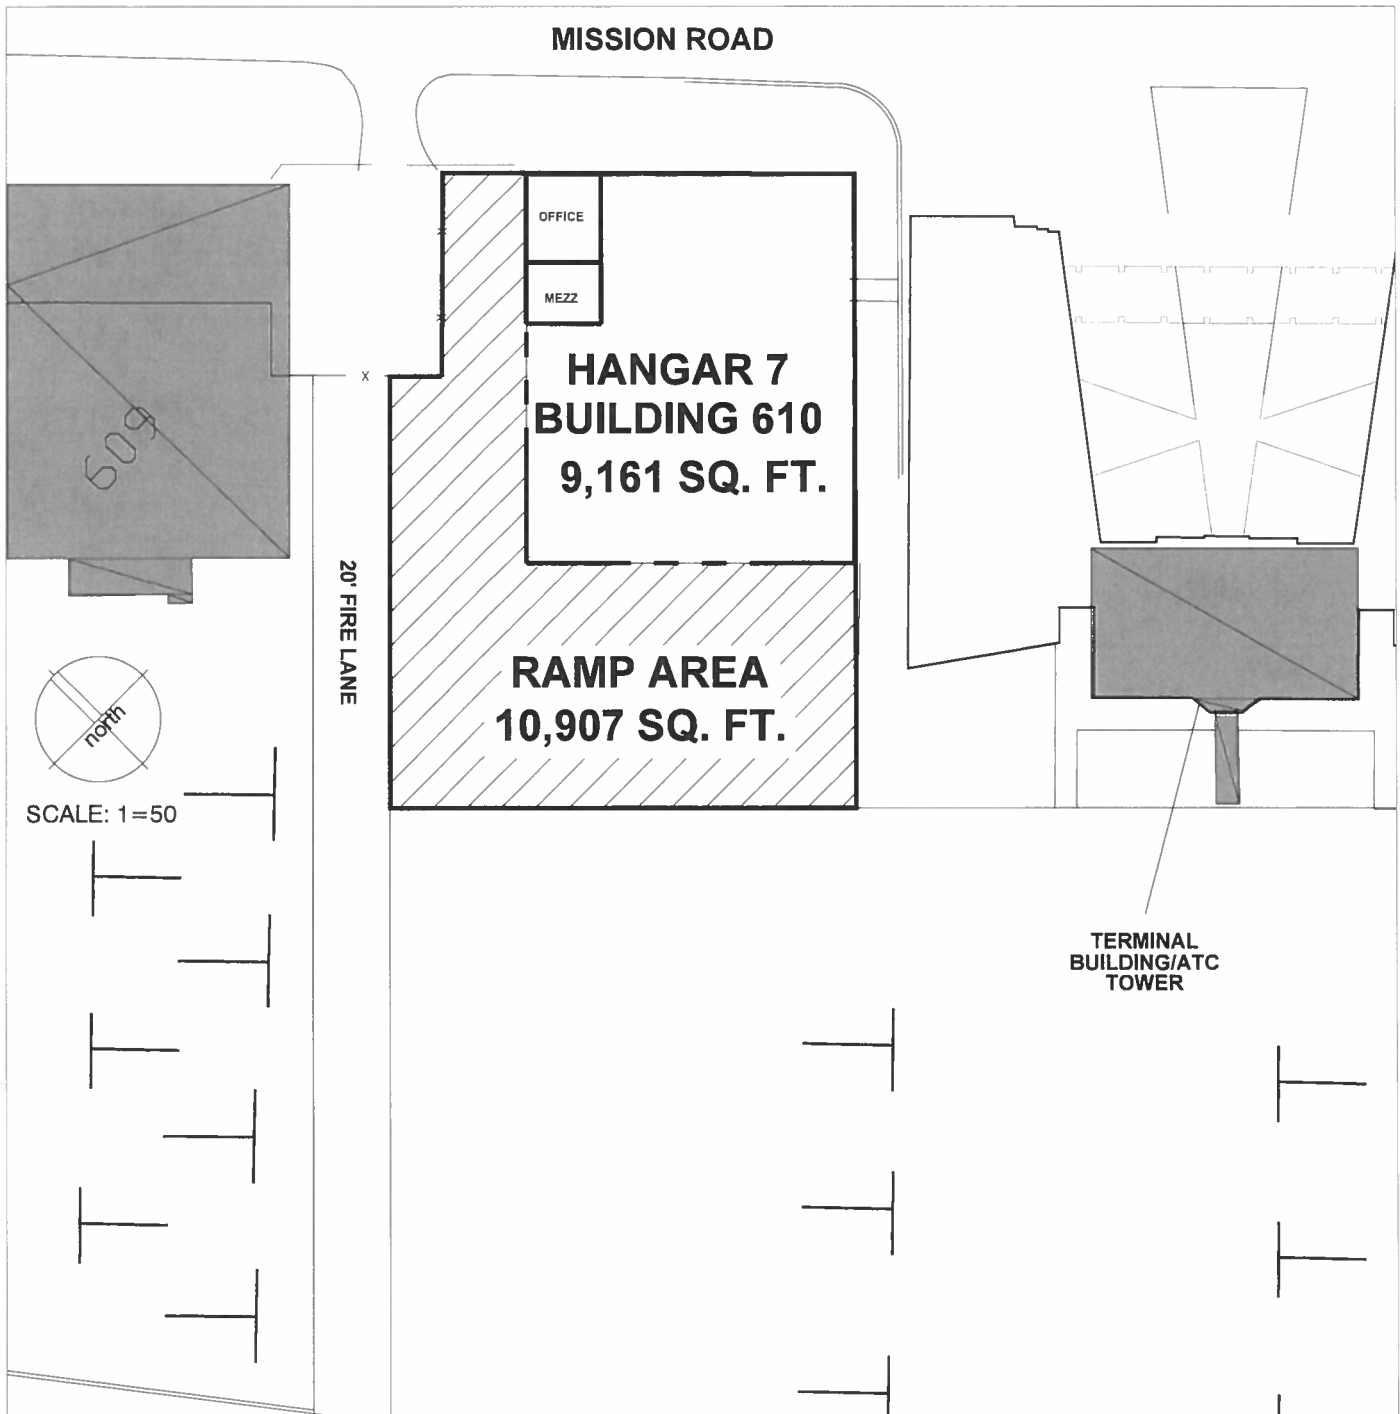 MISSION ROAD
OFFICE
MEZZ
HANGAR 7
BUILDING 610
9,161 SQ. FT.
609
20' FIRE LANE
RAMP AREA
10,907 SQ. FT.
north
SCALE: 1=50
TERMINAL
BUILDING/ATC
TOWER